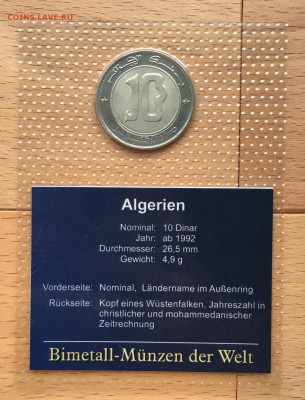 COINS.LAVE.RU
10
Algerien
Nominal: 10 Dinar
Jahr: ab 1992
Durchmesser: 26,5 mm
Gewicht: 4,9 g
Vorderseite: Nominal, Ländername im Außenring
Rückseite: Kopf eines Wüstenfalken, Jahreszahl in
christlicher und mohammedanischer
Zeitrechnung
Bimetall-Münzen der Welt